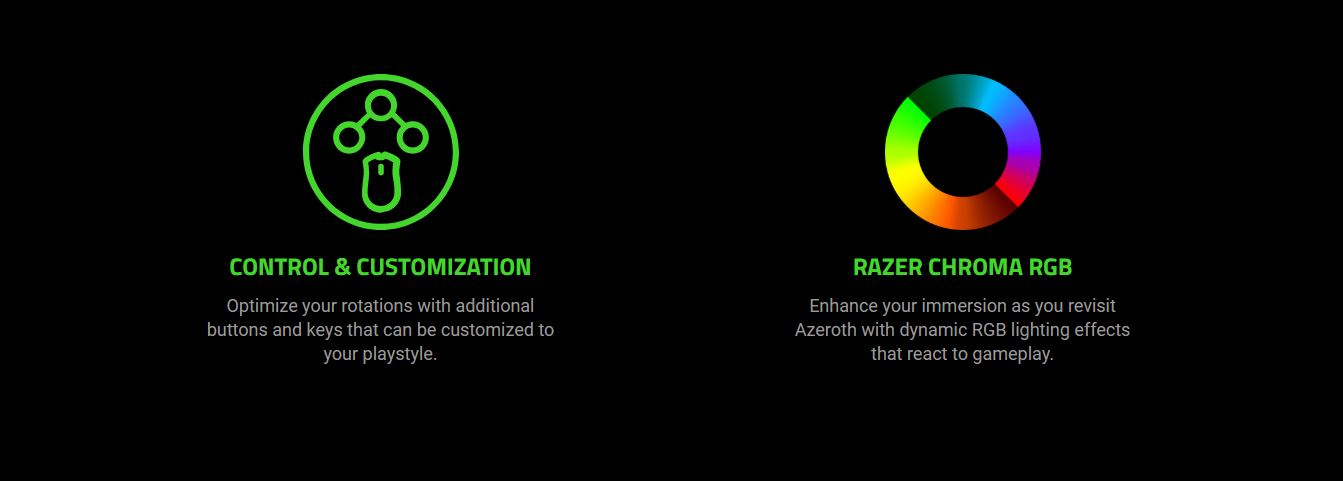 CONTROL & CUSTOMIZATION
Optimize your rotations with additional
buttons and keys that can be customized to
your playstyle.
RAZER CHROMA RGB
Enhance your immersion as you revisit
Azeroth with dynamic RGB lighting effects
that react to gameplay.